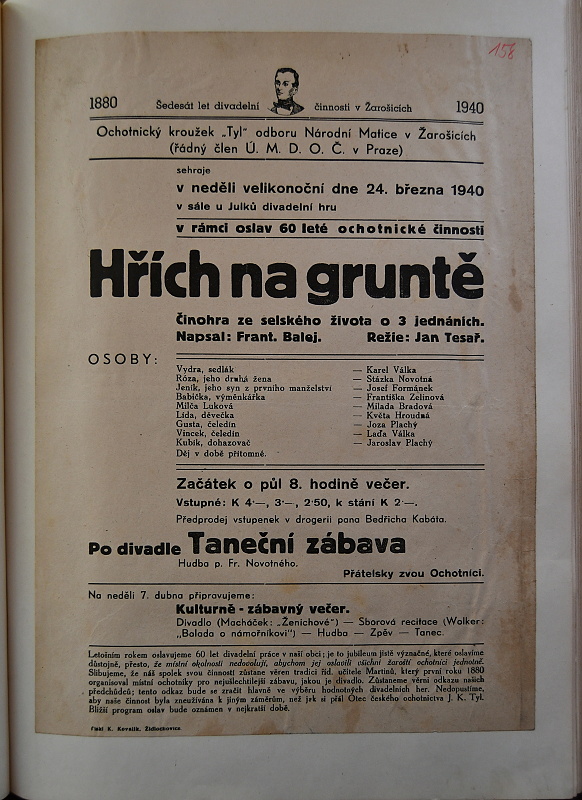 158
1880 Šedesát let divadelní činnosti v Žarošicích 1940
Ochotnický kroužek „Tyl" odboru Národní Matice v Žarošicích
(řádný člen Ú. M. D. O. Č. v Praze)
sehraje
v neděli velikonoční dne 24. března 1940
v sále u Julků divadelní hru
v rámci oslav 60 leté ochotnické činnosti
Hřích na gruntě
Činohra ze selského života o 3 jednáních.
Napsal: Frant. Balej. Režie: Jan Tesař.
OSOBY:
Vydra, sedlák — Karel Válka
Róza, jeho druhá žena — Stázka Novotná
Jeník, jeho syn z prvního manželství — Josef Formánek
Babička, výměnkářka — Františka Zelinová
Milča Luková — Milada Bradová
Lída, děvečka — Květa Hroudná
Gusta, čeledín — Joza Plachý
Vincek, čeledín — Laďa Válka
Kubík, dohazovač — Jaroslav Plachý
Děj v době přítomné.
Začátek o půl 8. hodině večer.
Vstupné: K 4·—, 3·—, 2·50, k stání K 2·—.
Předprodej vstupenek v drogerii pana Bedřicha Kabáta.
Po divadle Taneční zábava
Hudba p. Fr. Novotného.
Přátelsky zvou Ochotníci.
Na neděli 7. dubna připravujeme:
Kulturně - zábavný večer.
Divadlo (Macháček: „Ženichové") — Sborová recitace (Wolker:
„Balada o námořníkovi") — Hudba — Zpěv — Tanec.
Letošním rokem oslavujeme 60 let divadelní práce v naší obci; je to jubileum jistě význačné, které oslavíme
důstojně, přesto, že místní okolnosti nedovolují, abychom jej oslavili všichni žarošští ochotníci jednotně.
Slibujeme, že náš spolek svou činností zůstane věren tradici říd. učitele Martinů, který první roku 1880
organisoval místní ochotníky pro nejušlechtilejší zábavu, jakou je divadlo. Zůstaneme věrni odkazu našich
předchůdců; tento odkaz bude se zračit hlavně ve výběru hodnotných divadelních her. Nedopustíme,
aby naše činnost byla zneužívána k jiným záměrům, než jak si přál Otec českého ochotnictva J. K. Tyl.
Bližší program oslav bude oznámen v nejkratší době.
Tiskl K. Kovalík, Židlochovice.